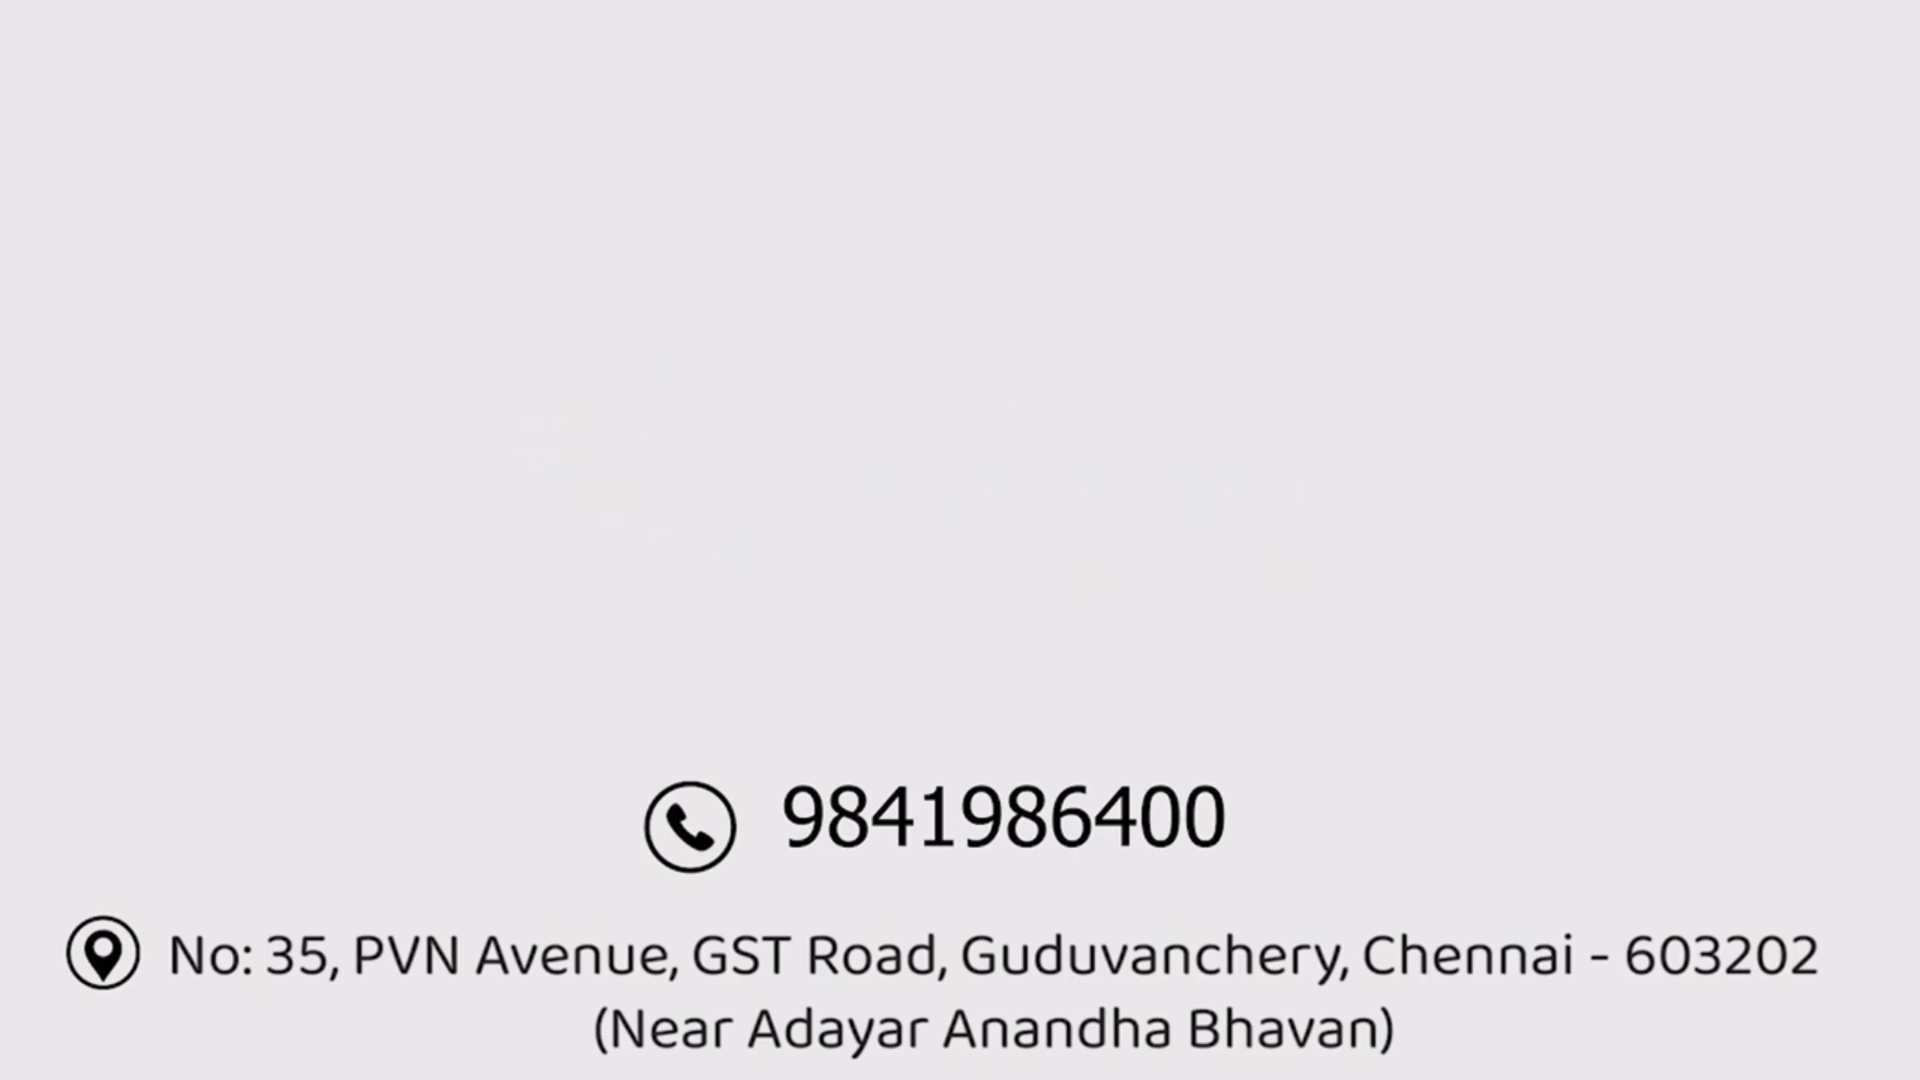 9841986400
No: 35, PVN Avenue, GST Road, Guduvanchery, Chennai - 603202
(Near Adayar Anandha Bhavan)